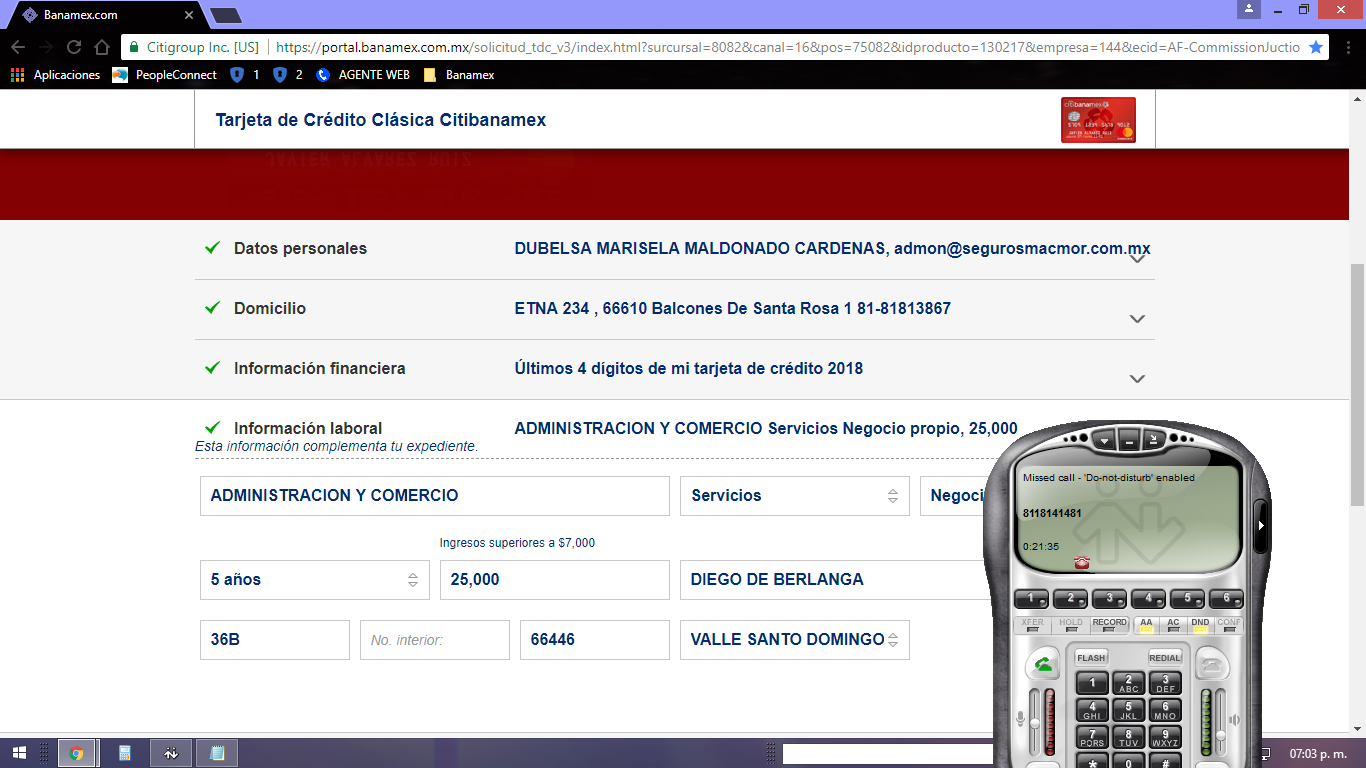 Banamex.com
Citigroup Inc. [US]
https://portal.banamex.com.mx/solicitud_tdc_v3/index.html?surcursal=8082&canal=16&pos=75082&idproducto=130217&empresa=144&ecid=AF-CommissionJuctio
Aplicaciones PeopleConnect 1 2 AGENTE WEB Banamex
Tarjeta de Crédito Clásica Citibanamex
citibanamex
JAVIER ALVAREZ RUIZ
Datos personales DUBELSA MARISELA MALDONADO CARDENAS, admon@segurosmacmor.com.mx
Domicilio ETNA 234 , 66610 Balcones De Santa Rosa 1 81-81813867
Información financiera Últimos 4 dígitos de mi tarjeta de crédito 2018
Información laboral ADMINISTRACION Y COMERCIO Servicios Negocio propio, 25,000
Esta información complementa tu expediente.
ADMINISTRACION Y COMERCIO Servicios Negoci
Ingresos superiores a $7,000
5 años 25,000 DIEGO DE BERLANGA
36B No. interior: 66446 VALLE SANTO DOMINGO
Missed call - 'Do-not-disturb' enabled
8118141481
0:21:35
1 2 3 4 5 6
XFER HOLD RECORD AA AC DND CONF
FLASH REDIAL
1 2 ABC 3 DEF
4 GHI 5 JKL 6 MNO
7 PQRS 8 TUV 9 WXYZ
* 0 #
07:03 p. m.